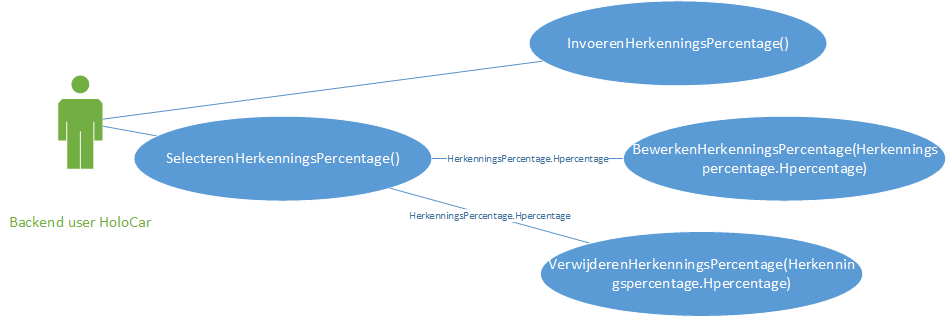 InvoerenHerkenningsPercentage()
SelecterenHerkenningsPercentage()
HerkenningsPercentage.Hpercentage
BewerkenHerkenningsPercentage(Herkennings
percentage.Hpercentage)
Backend user HoloCar
HerkenningsPercentage.Hpercentage
VerwijderenHerkenningsPercentage(Herkennin
gspercentage.Hpercentage)